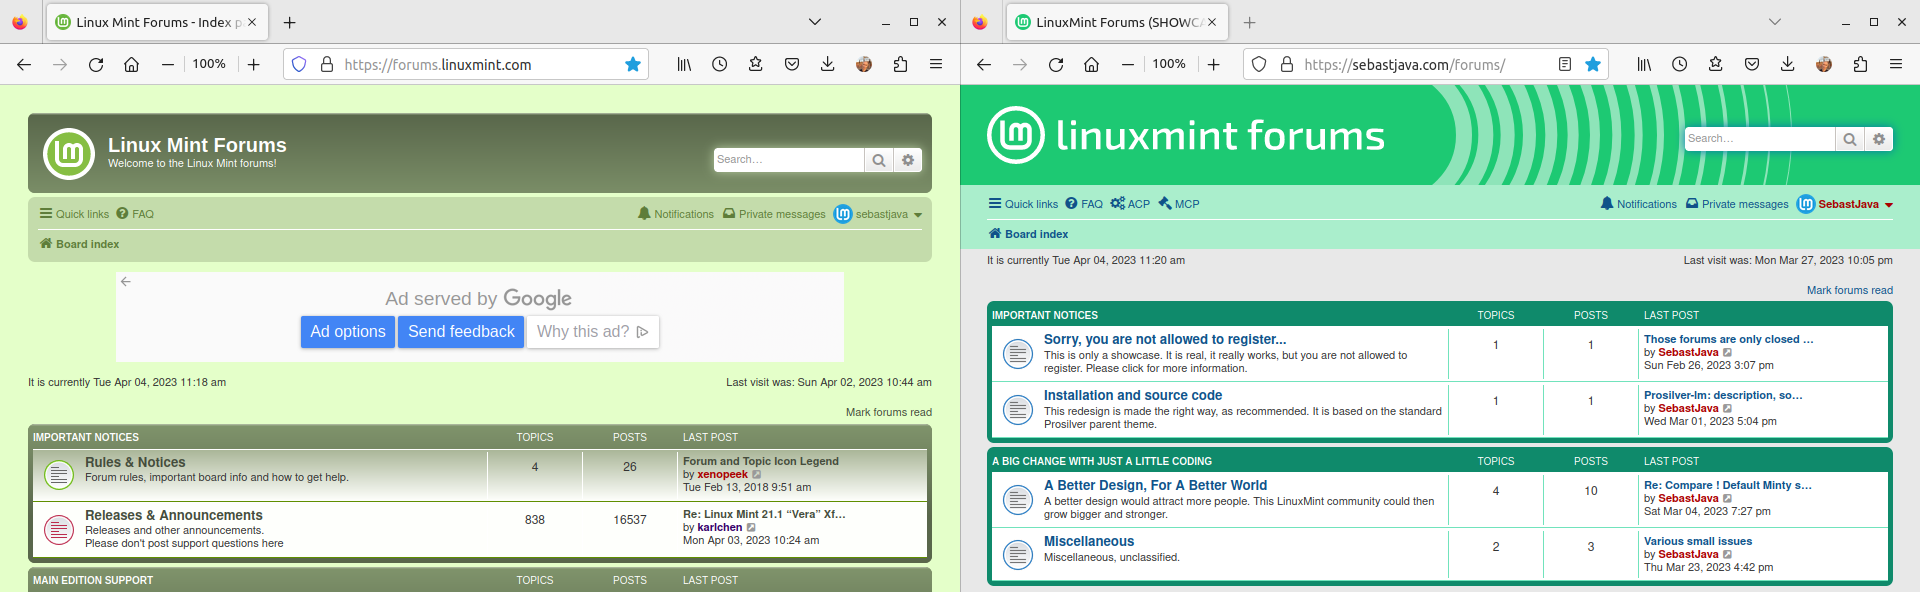 Linux Mint Forums - Index p
100%
https://forums.linuxmint.com
Linux Mint Forums
Welcome to the Linux Mint forums!
Search…
Quick links FAQ
Notifications Private messages sebastjava
Board index
Ad served by Google
Ad options Send feedback Why this ad?
It is currently Tue Apr 04, 2023 11:18 am
Last visit was: Sun Apr 02, 2023 10:44 am
Mark forums read
IMPORTANT NOTICES TOPICS POSTS LAST POST
Rules & Notices
Forum rules, important board info and how to get help.
4
26
Forum and Topic Icon Legend
by xenopeek
Tue Feb 13, 2018 9:51 am
Releases & Announcements
Releases and other announcements.
Please don't post support questions here
838
16537
Re: Linux Mint 21.1 “Vera” Xf…
by karlchen
Mon Apr 03, 2023 10:24 am
MAIN EDITION SUPPORT TOPICS POSTS LAST POST
LinuxMint Forums (SHOWCA
100%
https://sebastjava.com/forums/
linuxmint forums
Search…
Quick links FAQ ACP MCP
Notifications Private messages SebastJava
Board index
It is currently Tue Apr 04, 2023 11:20 am
Last visit was: Mon Mar 27, 2023 10:05 pm
Mark forums read
IMPORTANT NOTICES TOPICS POSTS LAST POST
Sorry, you are not allowed to register...
This is only a showcase. It is real, it really works, but you are not allowed to
register. Please click for more information.
1
1
Those forums are only closed …
by SebastJava
Sun Feb 26, 2023 3:07 pm
Installation and source code
This redesign is made the right way, as recommended. It is based on the standard
Prosilver parent theme.
1
1
Prosilver-lm: description, so…
by SebastJava
Wed Mar 01, 2023 5:04 pm
A BIG CHANGE WITH JUST A LITTLE CODING TOPICS POSTS LAST POST
A Better Design, For A Better World
A better design would attract more people. This LinuxMint community could then
grow bigger and stronger.
4
10
Re: Compare ! Default Minty s…
by SebastJava
Sat Mar 04, 2023 7:27 pm
Miscellaneous
Miscellaneous, unclassified.
2
3
Various small issues
by SebastJava
Thu Mar 23, 2023 4:42 pm